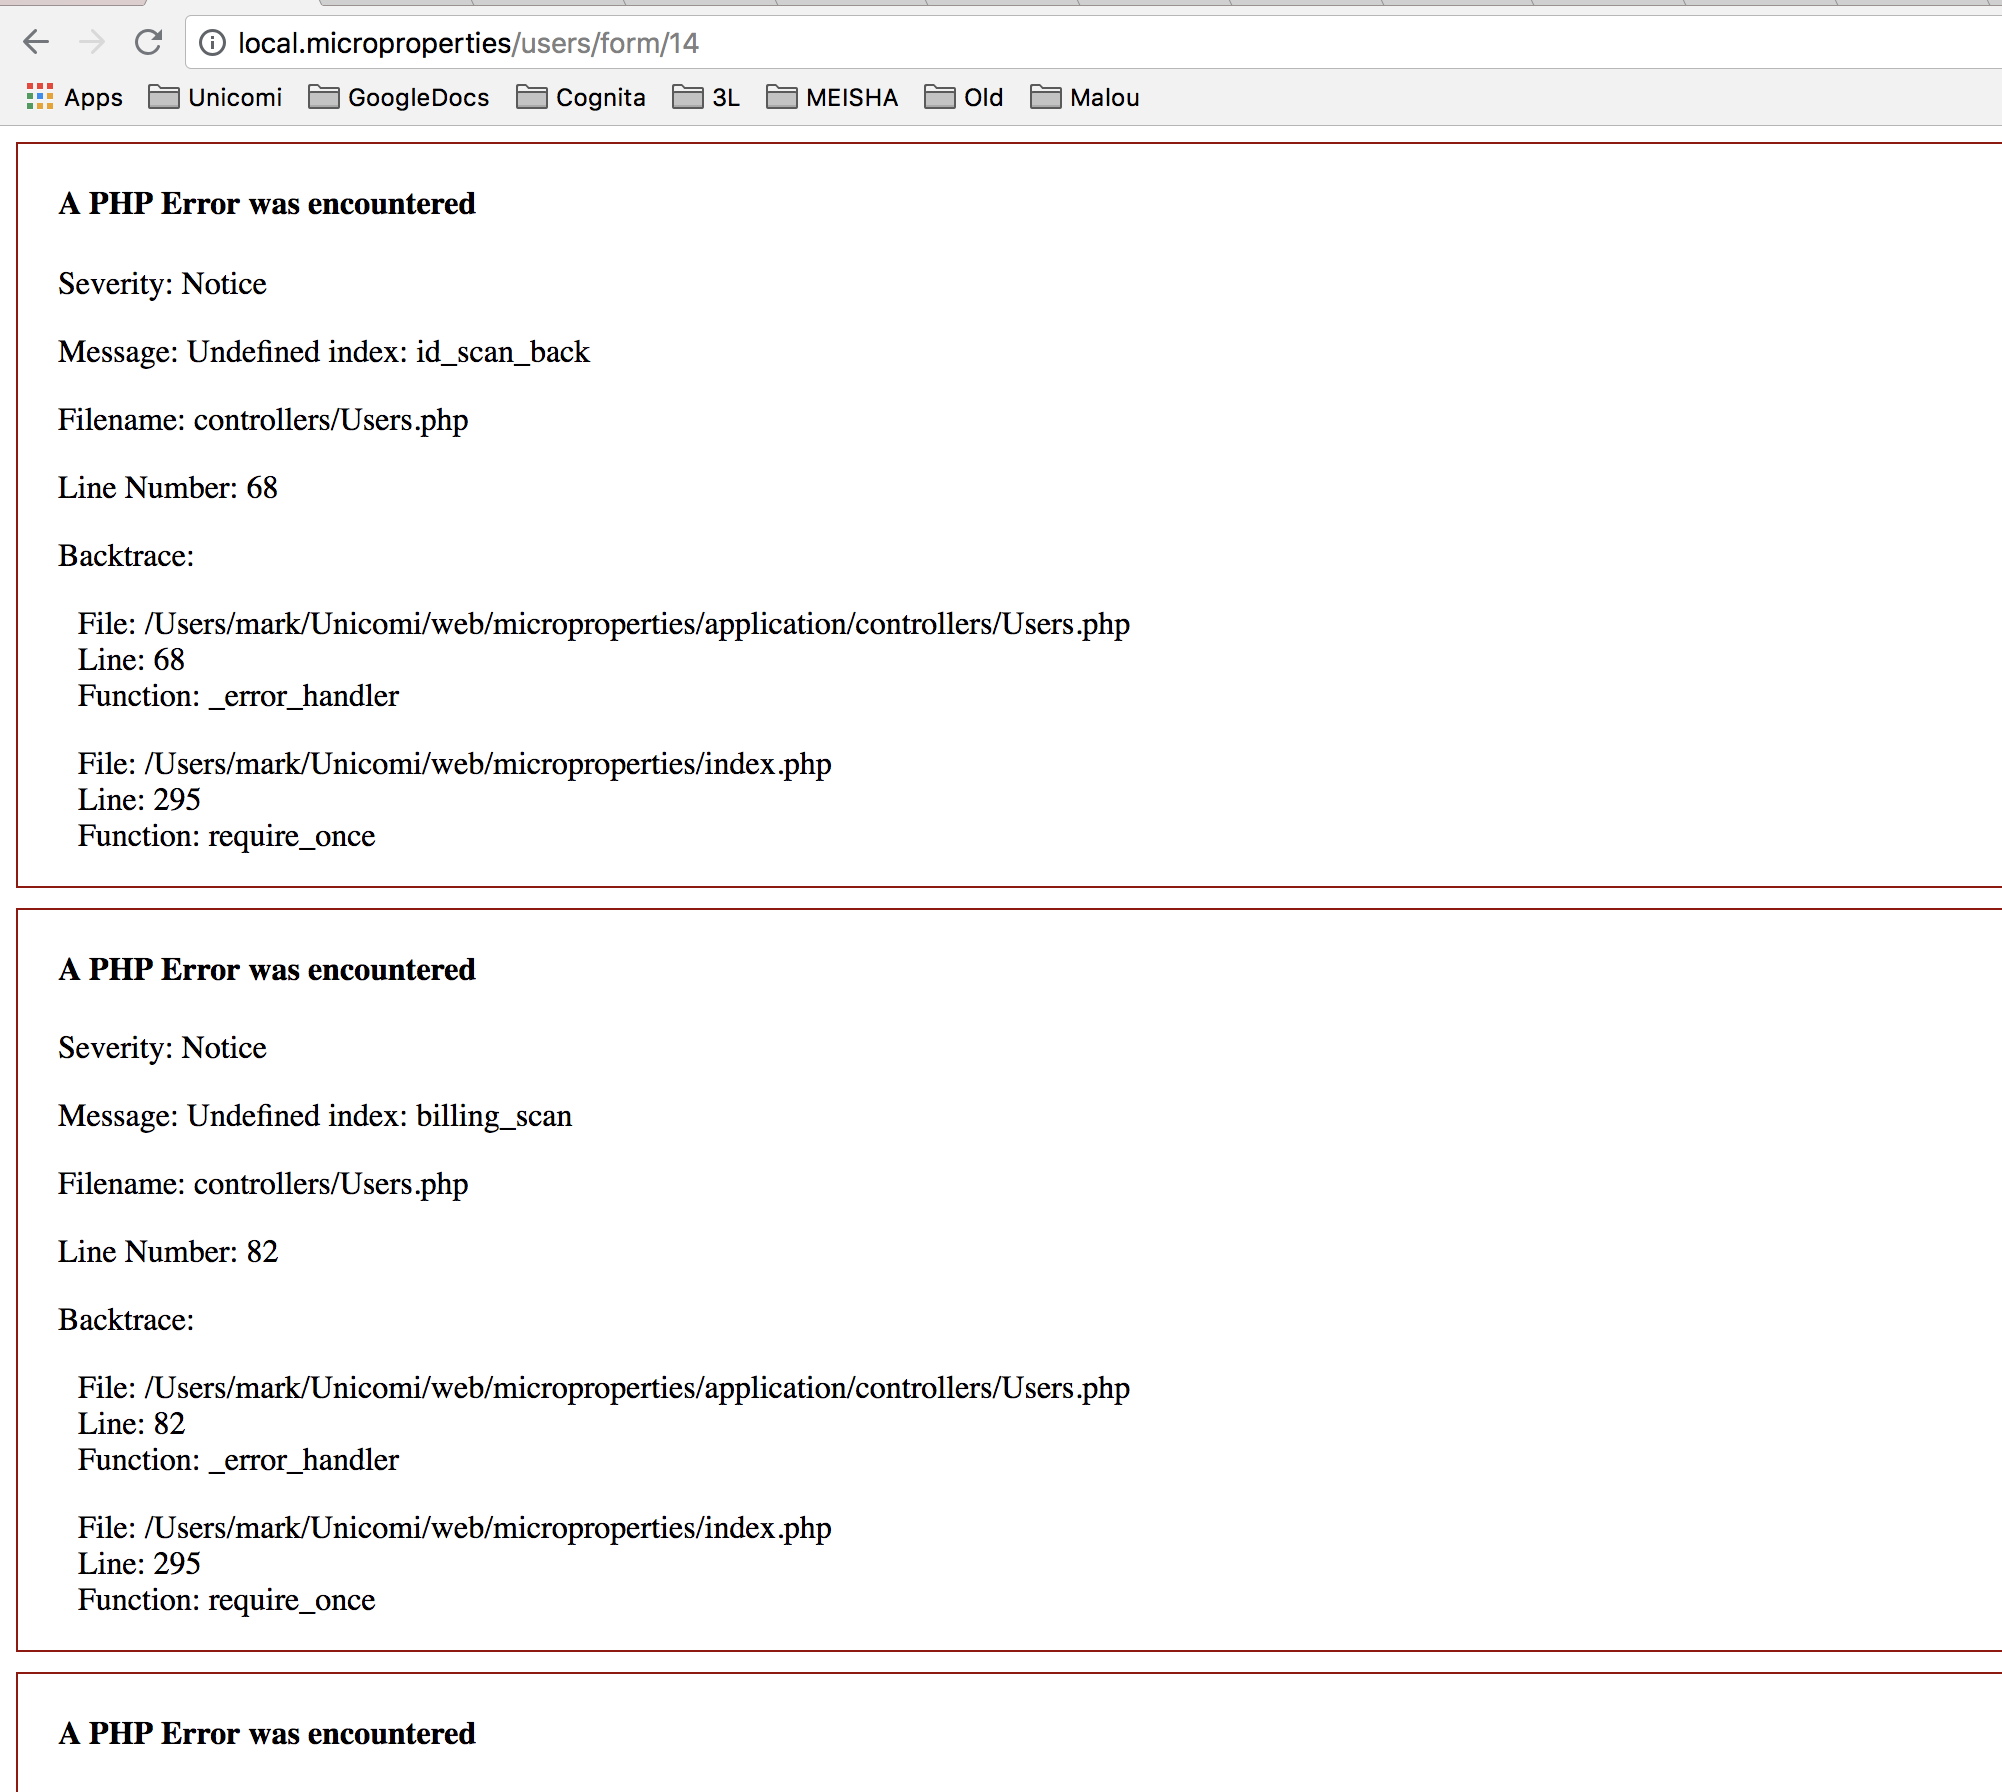 local.microproperties/users/form/14
Apps Unicomi GoogleDocs Cognita 3L MEISHA Old Malou
A PHP Error was encountered
Severity: Notice
Message: Undefined index: id_scan_back
Filename: controllers/Users.php
Line Number: 68
Backtrace:
File: /Users/mark/Unicomi/web/microproperties/application/controllers/Users.php
Line: 68
Function: _error_handler
File: /Users/mark/Unicomi/web/microproperties/index.php
Line: 295
Function: require_once
A PHP Error was encountered
Severity: Notice
Message: Undefined index: billing_scan
Filename: controllers/Users.php
Line Number: 82
Backtrace:
File: /Users/mark/Unicomi/web/microproperties/application/controllers/Users.php
Line: 82
Function: _error_handler
File: /Users/mark/Unicomi/web/microproperties/index.php
Line: 295
Function: require_once
A PHP Error was encountered